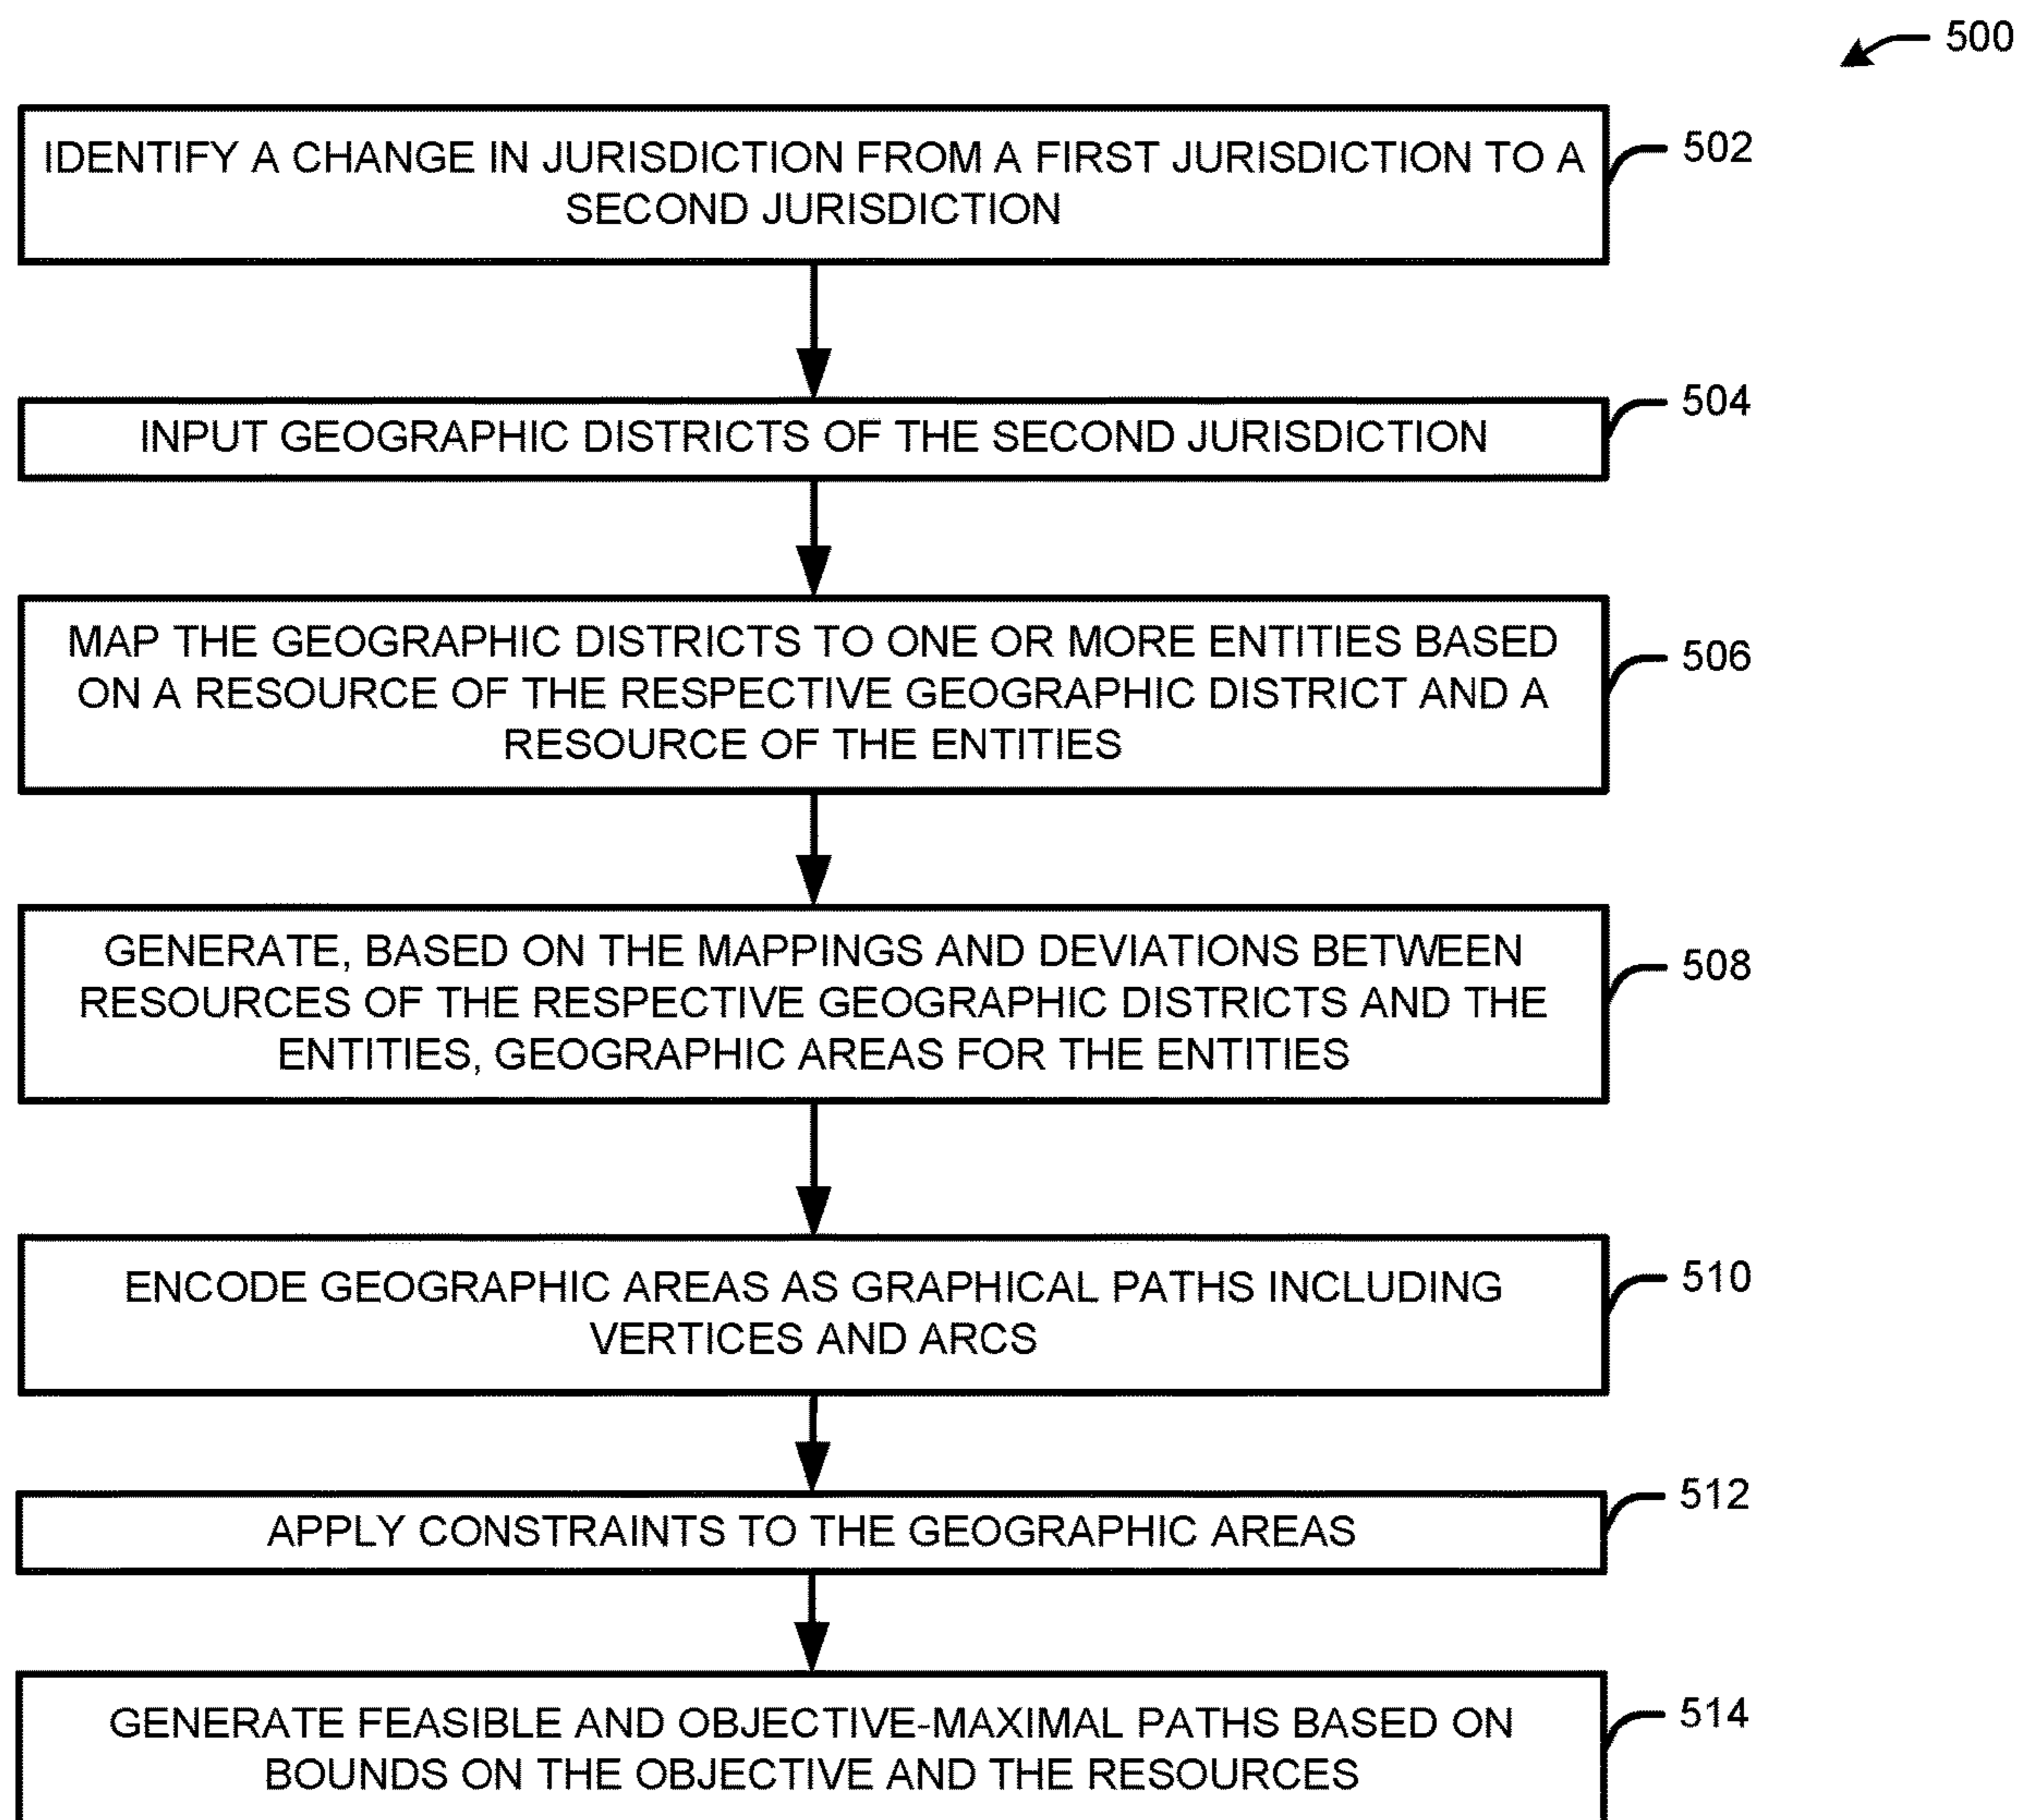 500
IDENTIFY A CHANGE IN JURISDICTION FROM A FIRST JURISDICTION TO A
SECOND JURISDICTION
502
INPUT GEOGRAPHIC DISTRICTS OF THE SECOND JURISDICTION
504
MAP THE GEOGRAPHIC DISTRICTS TO ONE OR MORE ENTITIES BASED
ON A RESOURCE OF THE RESPECTIVE GEOGRAPHIC DISTRICT AND A
RESOURCE OF THE ENTITIES
506
GENERATE, BASED ON THE MAPPINGS AND DEVIATIONS BETWEEN
RESOURCES OF THE RESPECTIVE GEOGRAPHIC DISTRICTS AND THE
ENTITIES, GEOGRAPHIC AREAS FOR THE ENTITIES
508
ENCODE GEOGRAPHIC AREAS AS GRAPHICAL PATHS INCLUDING
VERTICES AND ARCS
510
APPLY CONSTRAINTS TO THE GEOGRAPHIC AREAS
512
GENERATE FEASIBLE AND OBJECTIVE-MAXIMAL PATHS BASED ON
BOUNDS ON THE OBJECTIVE AND THE RESOURCES
514